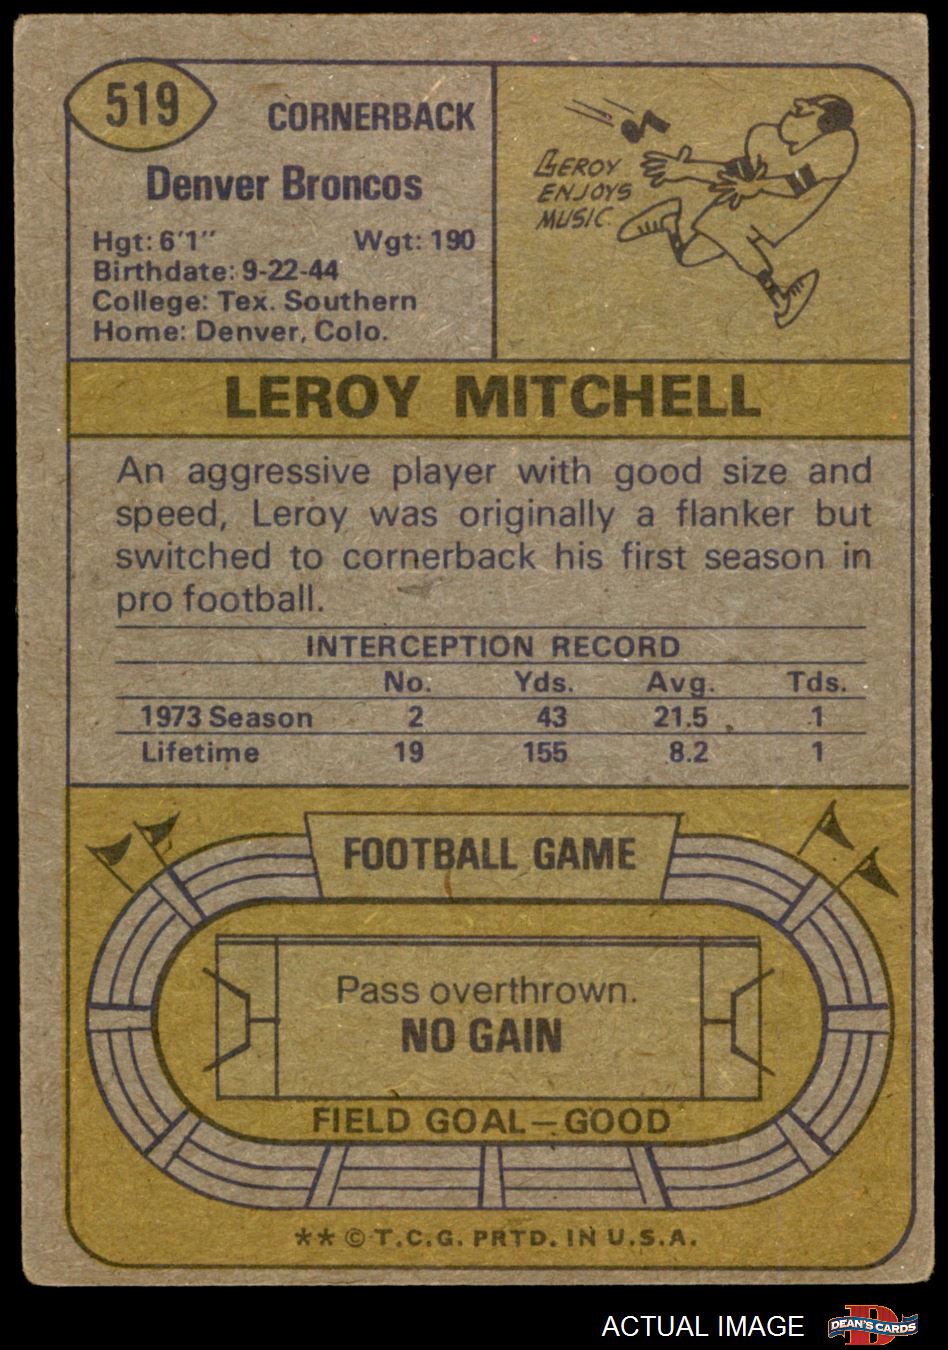 519
CORNERBACK
Denver Broncos
Hgt: 6'1" Wgt: 190
Birthdate: 9-22-44
College: Tex. Southern
Home: Denver, Colo.
LEROY
ENJOYS
MUSIC.
LEROY MITCHELL
An aggressive player with good size and
speed, Leroy was originally a flanker but
switched to cornerback his first season in
pro football.
INTERCEPTION RECORD
No. Yds. Avg. Tds.
1973 Season 2 43 21.5 1
Lifetime 19 155 8.2 1
FOOTBALL GAME
Pass overthrown.
NO GAIN
FIELD GOAL—GOOD
** © T.C.G. PRTD. IN U.S.A.
ACTUAL IMAGE
DEAN'S CARDS